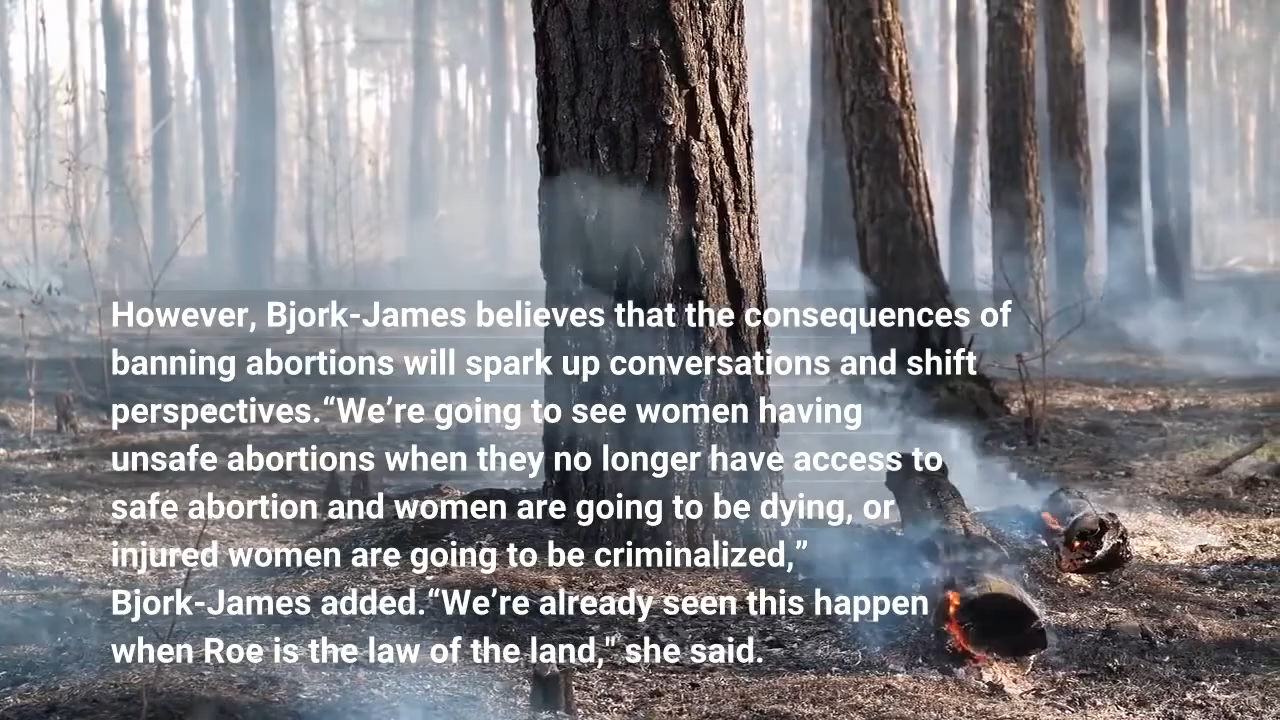 However, Bjork-James believes that the consequences of
banning abortions will spark up conversations and shift
perspectives.“We’re going to see women having
unsafe abortions when they no longer have access to
safe abortion and women are going to be dying, or
injured women are going to be criminalized,”
Bjork-James added.“We’re already seen this happen
when Roe is the law of the land," she said.